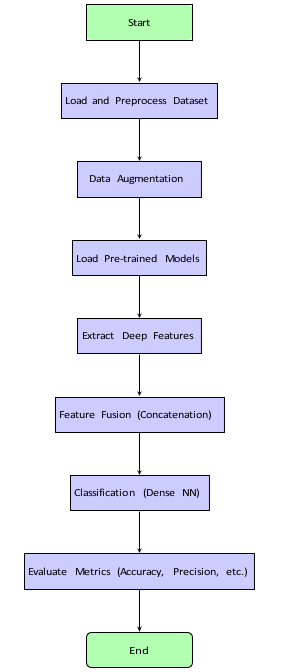 Start
Load and Preprocess Dataset
Data Augmentation
Load Pre-trained Models
Extract Deep Features
Feature Fusion (Concatenation)
Classification (Dense NN)
Evaluate Metrics (Accuracy, Precision, etc.)
End